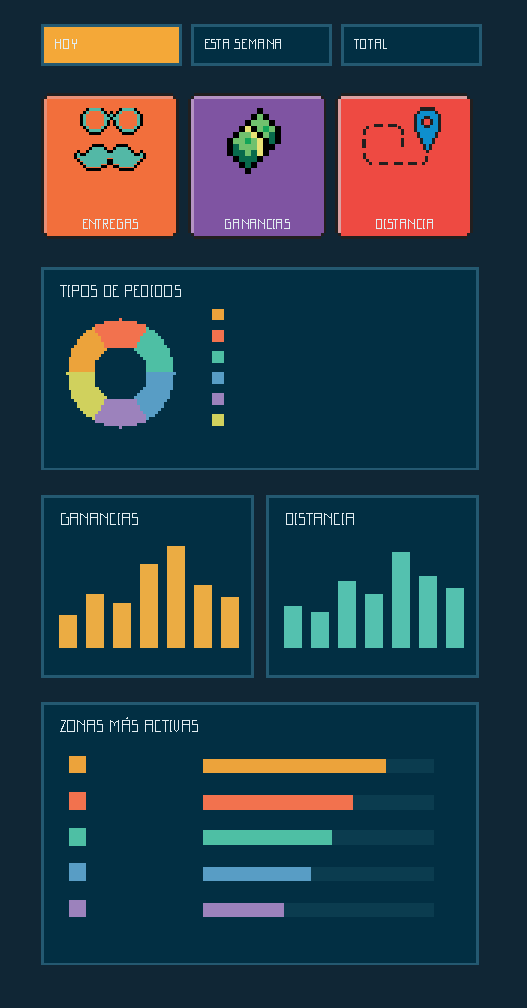 HOY
ESTA SEMANA
TOTAL
ENTREGAS
GANANCIAS
DISTANCIA
TIPOS DE PEDIDOS
GANANCIAS
DISTANCIA
ZONAS MÁS ACTIVAS